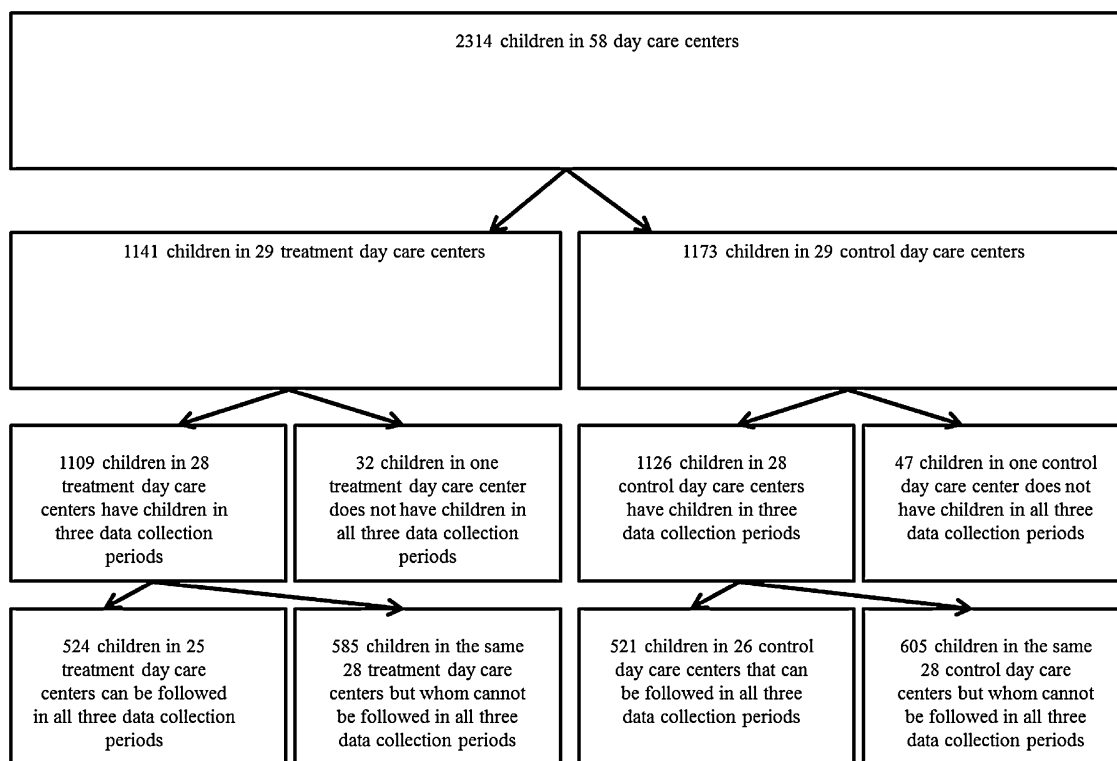 2314 children in 58 day care centers
1141 children in 29 treatment day care centers
1173 children in 29 control day care centers
1109 children in 28
treatment day care
centers have children in
three data collection
periods
32 children in one
treatment day care center
does not have children in
all three data collection
periods
1126 children in 28
control day care centers
have children in three
data collection periods
47 children in one control
day care center does not
have children in all three
data collection periods
524 children in 25
treatment day care
centers can be followed
in all three data collection
periods
585 children in the same
28 treatment day care
centers but whom cannot
be followed in all three
data collection periods
521 children in 26 control
day care centers that can
be followed in all three
data collection periods
605 children in the same
28 control day care
centers but whom cannot
be followed in all three
data collection periods